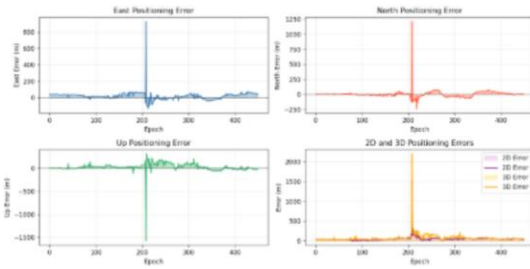 East Positioning Error
East Error (m)
800
600
400
200
0
0
100
200
300
400
Epoch
North Positioning Error
North Error (m)
1250
1000
750
500
250
0
-250
0
100
200
300
400
Epoch
Up Positioning Error
Up Error (m)
0
-500
-1000
-1500
0
100
200
300
400
Epoch
2D and 3D Positioning Errors
Error (m)
2000
1500
1000
500
0
0
100
200
300
400
Epoch
2D Error
2D Error
3D Error
3D Error